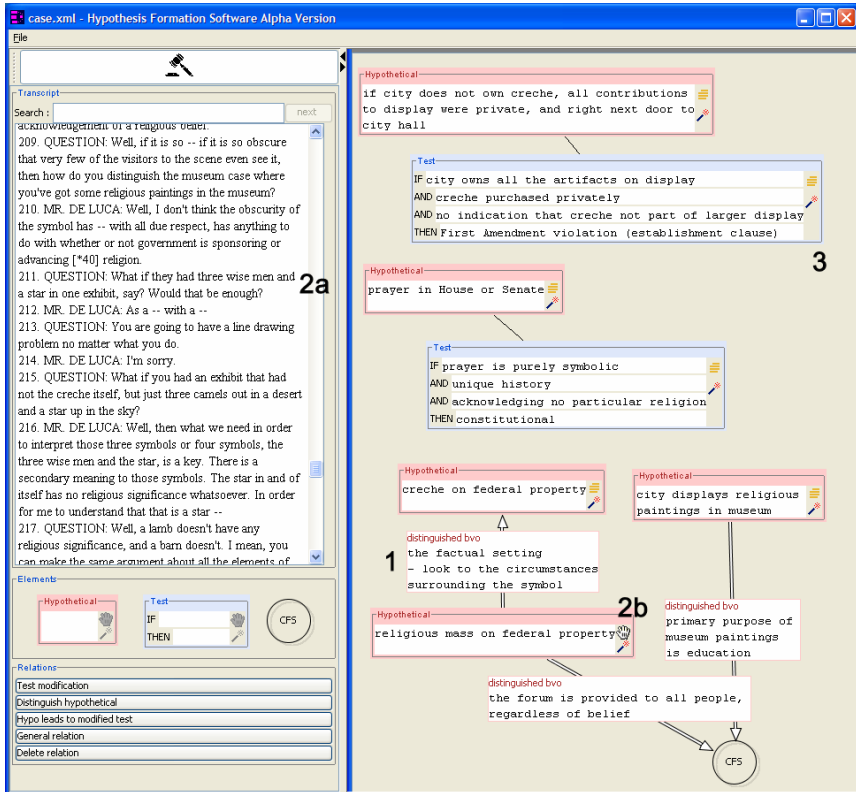 case.xml - Hypothesis Formation Software Alpha Version
File
Transcript
Search :
next
acknowledgement of a religious belief.
209. QUESTION: Well, if it is so -- if it is so obscure
that very few of the visitors to the scene even see it,
then how do you distinguish the museum case where
you've got some religious paintings in the museum?
210. MR. DE LUCA: Well, I don't think the obscurity of
the symbol has -- with all due respect, has anything to
do with whether or not government is sponsoring or
advancing [*40] religion.
211. QUESTION: What if they had three wise men and
a star in one exhibit, say? Would that be enough?
212. MR. DE LUCA: As a -- with a --
213. QUESTION: You are going to have a line drawing
problem no matter what you do.
214. MR. DE LUCA: I'm sorry.
215. QUESTION: What if you had an exhibit that had
not the creche itself, but just three camels out in a desert
and a star up in the sky?
216. MR. DE LUCA: Well, then what we need in order
to interpret those three symbols or four symbols, the
three wise men and the star, is a key. There is a
secondary meaning to those symbols. The star in and of
itself has no religious significance whatsoever. In order
for me to understand that that is a star --
217. QUESTION: Well, a lamb doesn't have any
religious significance, and a barn doesn't. I mean, you
can make the same argument about all the elements of
2a
Elements
Hypothetical
Test
IF
THEN
CFS
Relations
Test modification
Distinguish hypothetical
Hypo leads to modified test
General relation
Delete relation
Hypothetical
if city does not own creche, all contributions
to display were private, and right next door to
city hall
Test
IF city owns all the artifacts on display
AND creche purchased privately
AND no indication that creche not part of larger display
THEN First Amendment violation (establishment clause)
3
Hypothetical
prayer in House or Senate
Test
IF prayer is purely symbolic
AND unique history
AND acknowledging no particular religion
THEN constitutional
Hypothetical
creche on federal property
Hypothetical
city displays religious
paintings in museum
1
distinguished bvo
the factual setting
- look to the circumstances
surrounding the symbol
2b
Hypothetical
religious mass on federal property
distinguished bvo
primary purpose of
museum paintings
is education
distinguished bvo
the forum is provided to all people,
regardless of belief
CFS